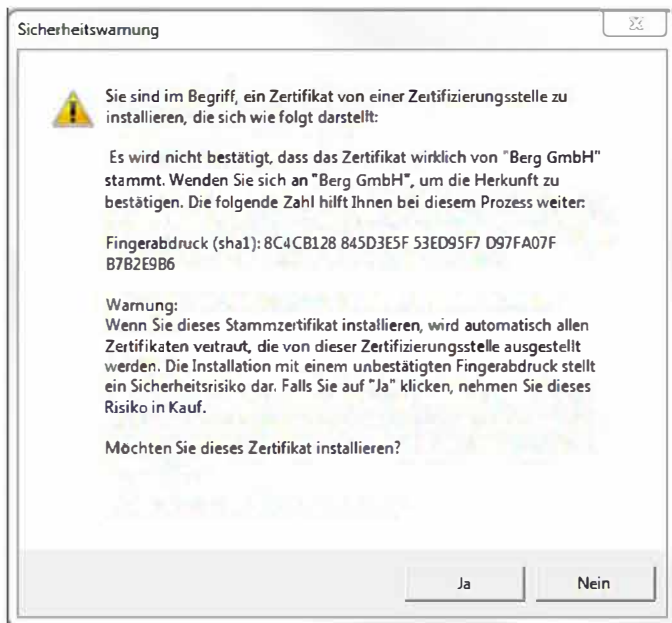 Sicherheitswarnung
Sie sind im Begriff, ein Zertifikat von einer Zertifizierungsstelle zu
installieren, die sich wie folgt darstellt:
Es wird nicht bestätigt, dass das Zertifikat wirklich von "Berg GmbH"
stammt. Wenden Sie sich an "Berg GmbH", um die Herkunft zu
bestätigen. Die folgende Zahl hilft Ihnen bei diesem Prozess weiter:
Fingerabdruck (sha1): 8C4CB128 845D3E5F 53ED95F7 D97FA07F
B7B2E9B6
Warnung:
Wenn Sie dieses Stammzertifikat installieren, wird automatisch allen
Zertifikaten vertraut, die von dieser Zertifizierungsstelle ausgestellt
werden. Die Installation mit einem unbestätigten Fingerabdruck stellt
ein Sicherheitsrisiko dar. Falls Sie auf "Ja" klicken, nehmen Sie dieses
Risiko in Kauf.
Möchten Sie dieses Zertifikat installieren?
Ja
Nein